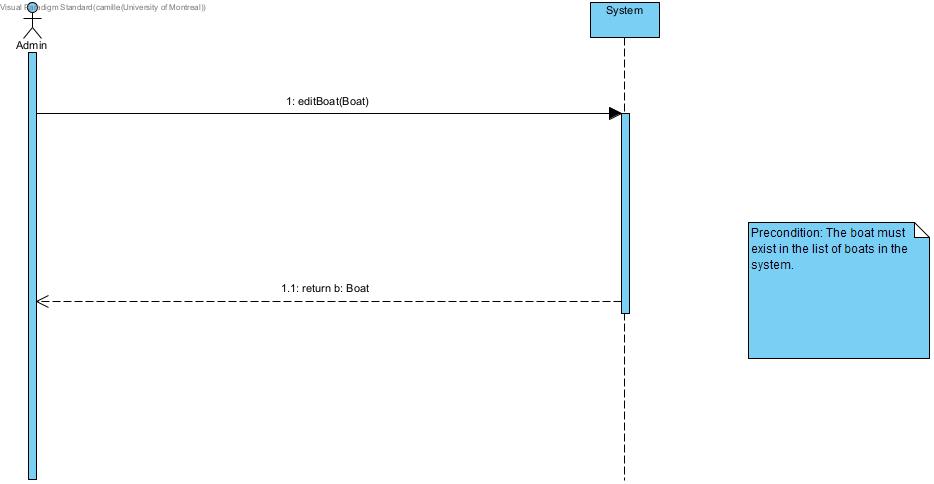 Visual Paradigm Standard(camille(University of Montreal))
Admin
System
1: editBoat(Boat)
Precondition: The boat must
exist in the list of boats in the
system.
1.1: return b: Boat